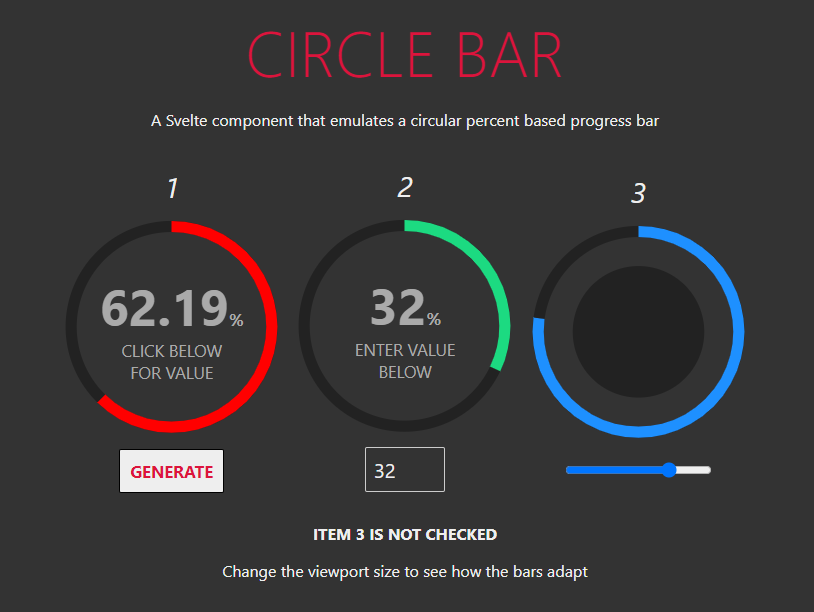 CIRCLE BAR
A Svelte component that emulates a circular percent based progress bar
1
2
3
62.19%
CLICK BELOW
FOR VALUE
32%
ENTER VALUE
BELOW
GENERATE
32
ITEM 3 IS NOT CHECKED
Change the viewport size to see how the bars adapt